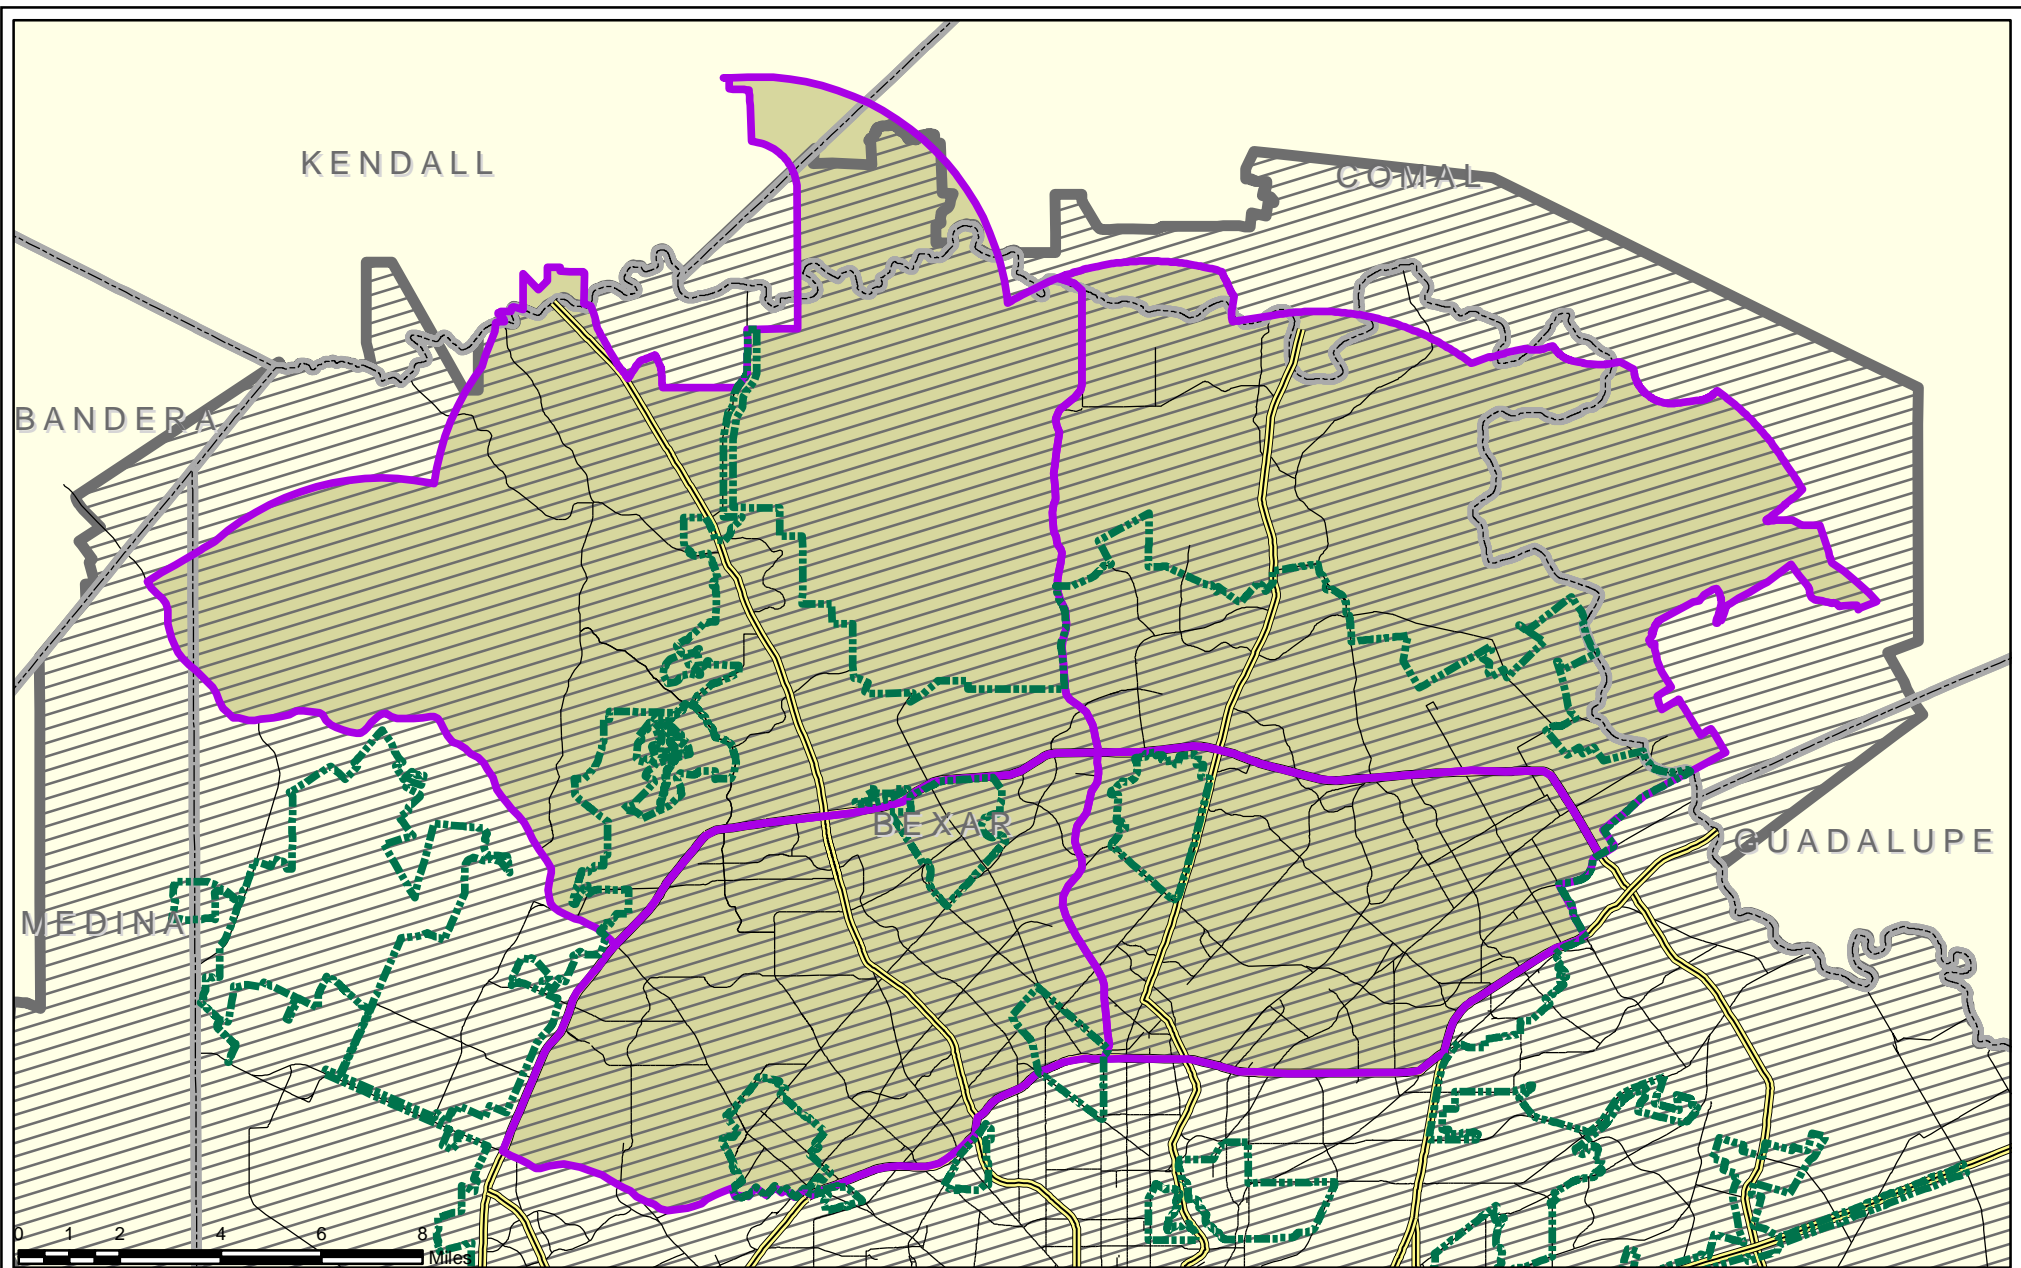 KENDALL
COMAL
BANDERA
BEXAR
GUADALUPE
MEDINA
0 1 2 4 6 8
Miles